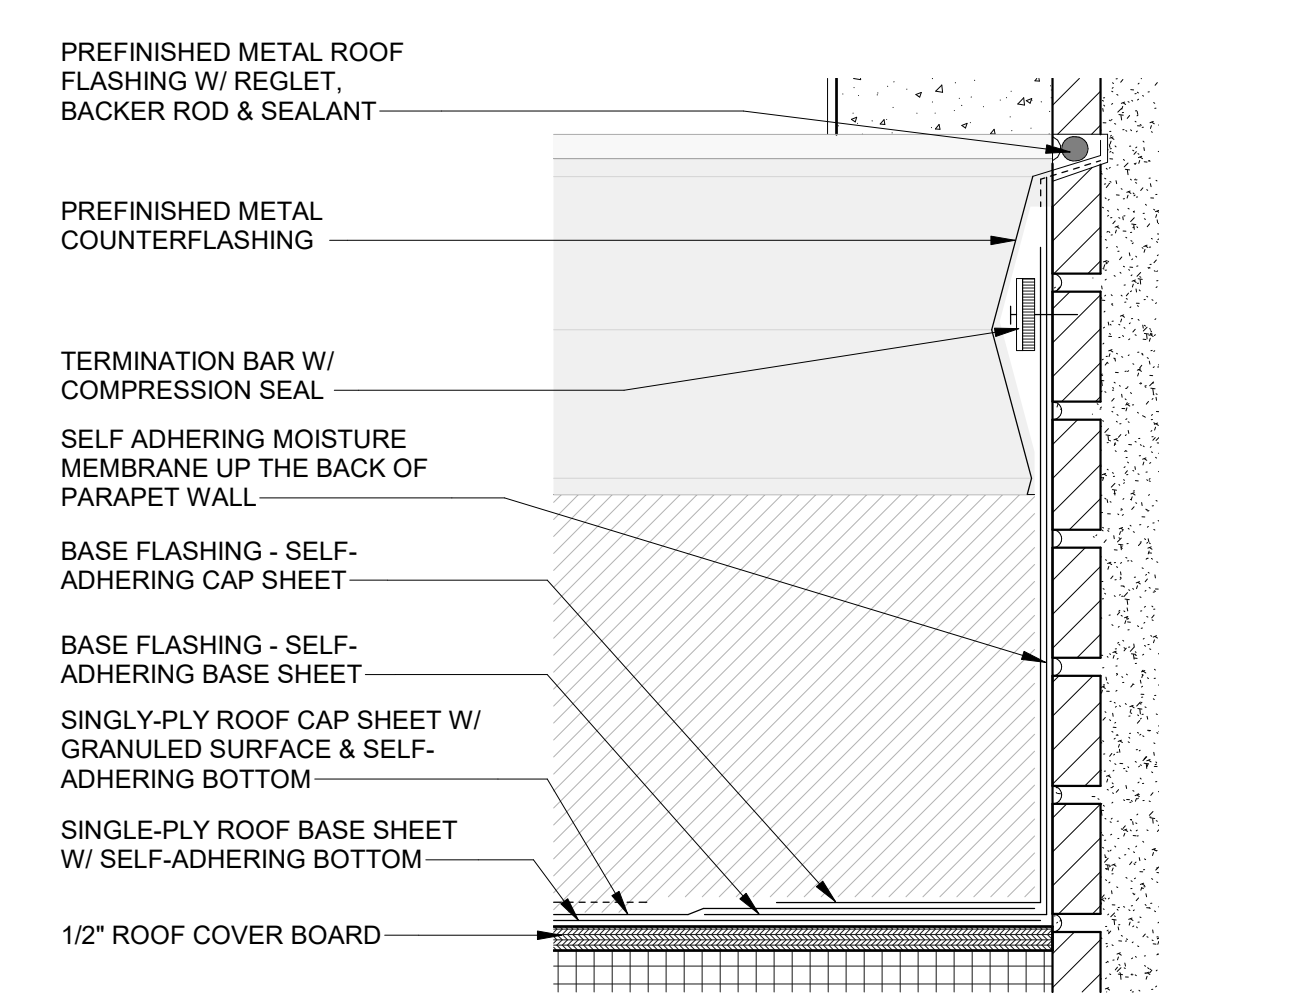 PREFINISHED METAL ROOF
FLASHING W/ REGLET,
BACKER ROD & SEALANT
PREFINISHED METAL
COUNTERFLASHING
TERMINATION BAR W/
COMPRESSION SEAL
SELF ADHERING MOISTURE
MEMBRANE UP THE BACK OF
PARAPET WALL
BASE FLASHING - SELF-
ADHERING CAP SHEET
BASE FLASHING - SELF-
ADHERING BASE SHEET
SINGLY-PLY ROOF CAP SHEET W/
GRANULED SURFACE & SELF-
ADHERING BOTTOM
SINGLE-PLY ROOF BASE SHEET
W/ SELF-ADHERING BOTTOM
1/2" ROOF COVER BOARD